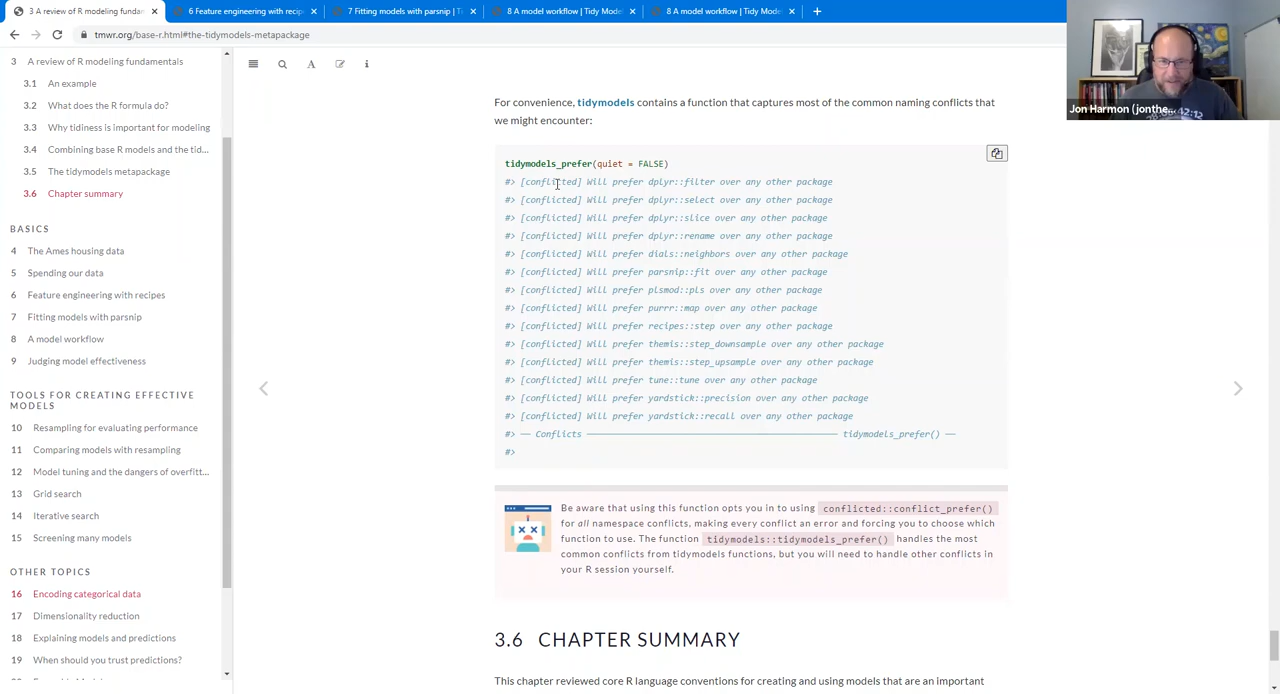 3 A review of R modeling funda
6 Feature engineering with recip
7 Fitting models with parsnip | T
8 A model workflow | Tidy Mode
8 A model workflow | Tidy Mode
tmwr.org/base-r.html#the-tidymodels-metapackage
Jon Harmon (jonthe...
3 A review of R modeling fundamentals
3.1 An example
3.2 What does the R formula do?
3.3 Why tidiness is important for modeling
3.4 Combining base R models and the tid...
3.5 The tidymodels metapackage
3.6 Chapter summary
BASICS
4 The Ames housing data
5 Spending our data
6 Feature engineering with recipes
7 Fitting models with parsnip
8 A model workflow
9 Judging model effectiveness
TOOLS FOR CREATING EFFECTIVE
MODELS
10 Resampling for evaluating performance
11 Comparing models with resampling
12 Model tuning and the dangers of overfitt...
13 Grid search
14 Iterative search
15 Screening many models
OTHER TOPICS
16 Encoding categorical data
17 Dimensionality reduction
18 Explaining models and predictions
19 When should you trust predictions?
For convenience, tidymodels contains a function that captures most of the common naming conflicts that
we might encounter:
tidymodels_prefer(quiet = FALSE)
#> [conflicted] Will prefer dplyr::filter over any other package
#> [conflicted] Will prefer dplyr::select over any other package
#> [conflicted] Will prefer dplyr::slice over any other package
#> [conflicted] Will prefer dplyr::rename over any other package
#> [conflicted] Will prefer dials::neighbors over any other package
#> [conflicted] Will prefer parsnip::fit over any other package
#> [conflicted] Will prefer plsmod::pls over any other package
#> [conflicted] Will prefer purrr::map over any other package
#> [conflicted] Will prefer recipes::step over any other package
#> [conflicted] Will prefer themis::step_downsample over any other package
#> [conflicted] Will prefer themis::step_upsample over any other package
#> [conflicted] Will prefer tune::tune over any other package
#> [conflicted] Will prefer yardstick::precision over any other package
#> [conflicted] Will prefer yardstick::recall over any other package
#> ── Conflicts ──────────────────────────────── tidymodels_prefer() ──
#>
Be aware that using this function opts you in to using conflicted::conflict_prefer()
for all namespace conflicts, making every conflict an error and forcing you to choose which
function to use. The function tidymodels::tidymodels_prefer() handles the most
common conflicts from tidymodels functions, but you will need to handle other conflicts in
your R session yourself.
3.6 CHAPTER SUMMARY
This chapter reviewed core R language conventions for creating and using models that are an important